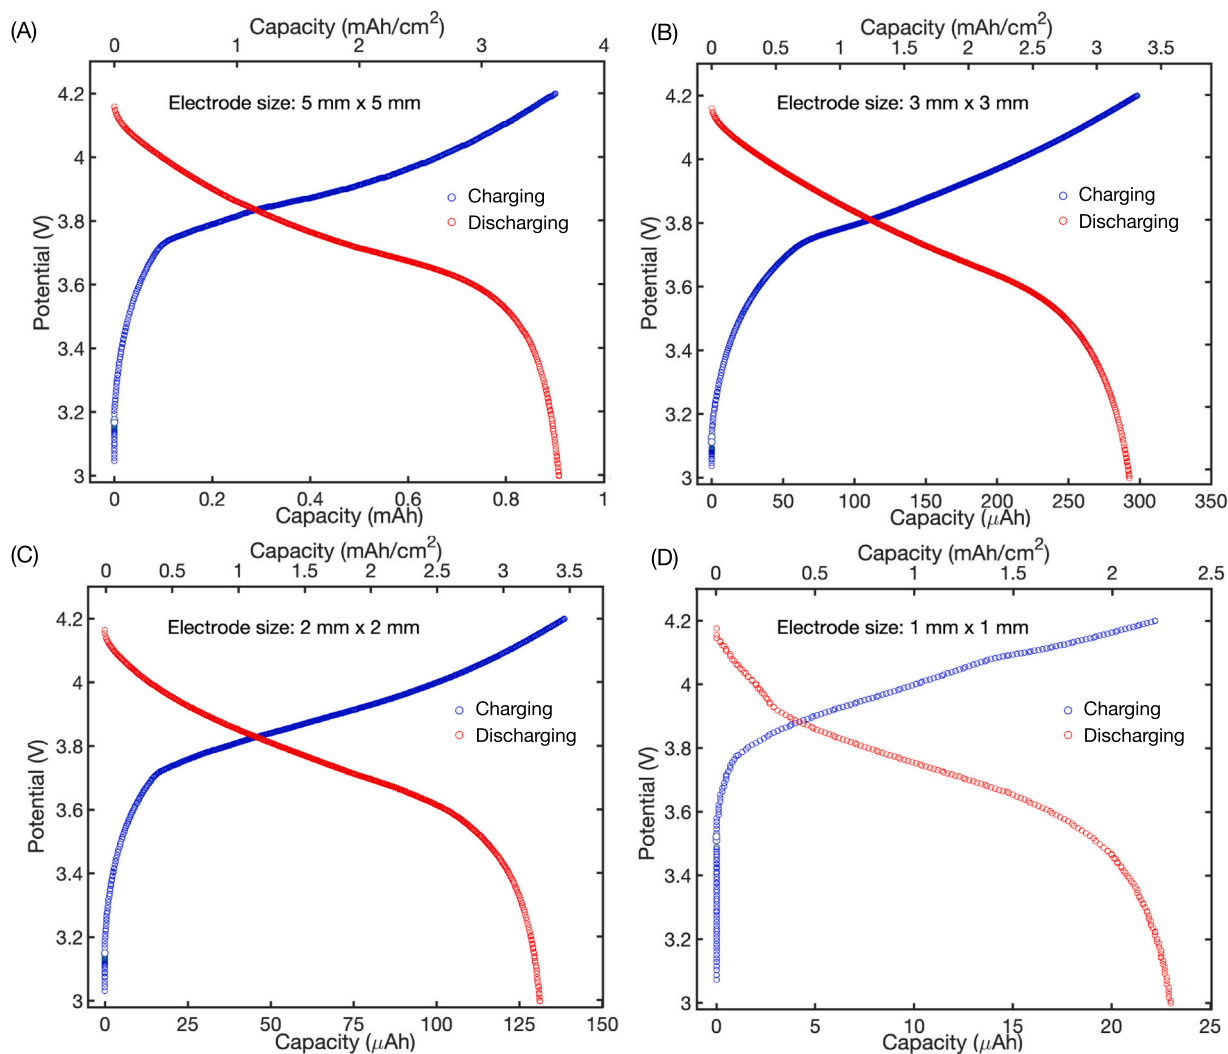 (A)
Capacity (mAh/cm2)
0 1 2 3 4
Electrode size: 5 mm x 5 mm
4.2
4
3.8
3.6
3.4
3.2
3
Potential (V)
Charging
Discharging
0 0.2 0.4 0.6 0.8 1
Capacity (mAh)
(B)
Capacity (mAh/cm2)
0 0.5 1 1.5 2 2.5 3 3.5
Electrode size: 3 mm x 3 mm
4.2
4
3.8
3.6
3.4
3.2
3
Potential (V)
Charging
Discharging
0 50 100 150 200 250 300 350
Capacity (μAh)
(C)
Capacity (mAh/cm2)
0 0.5 1 1.5 2 2.5 3 3.5
Electrode size: 2 mm x 2 mm
4.2
4
3.8
3.6
3.4
3.2
3
Potential (V)
Charging
Discharging
0 25 50 75 100 125 150
Capacity (μAh)
(D)
Capacity (mAh/cm2)
0 0.5 1 1.5 2 2.5
Electrode size: 1 mm x 1 mm
4.2
4
3.8
3.6
3.4
3.2
3
Potential (V)
Charging
Discharging
0 5 10 15 20 25
Capacity (μAh)